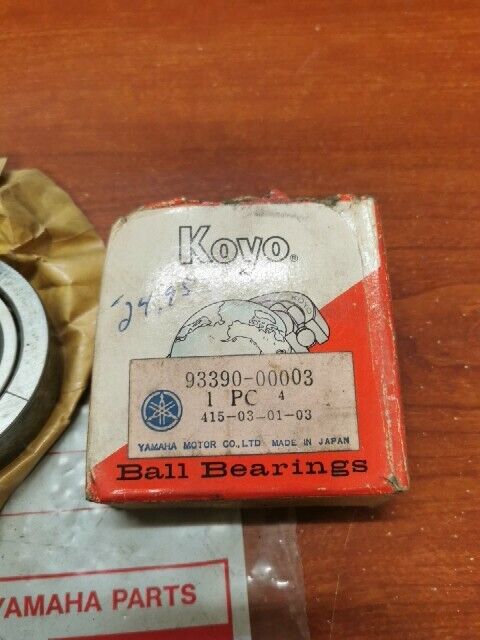 Koyo®
24.95
KOYO
93390-00003
1 PC 4
415-03-01-03
YAMAHA MOTOR CO., LTD MADE IN JAPAN
Ball Bearings
YAMAHA PARTS